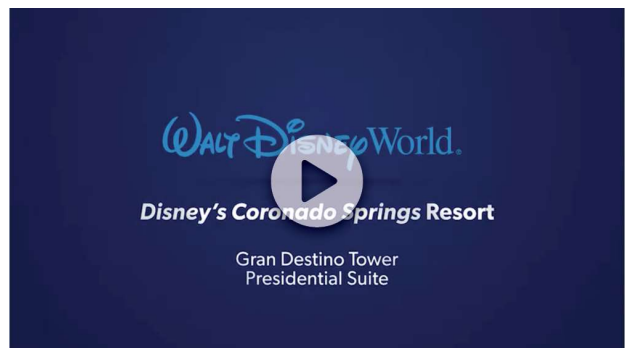 Walt Disney World.
Disney's Coronado Springs Resort
Gran Destino Tower
Presidential Suite